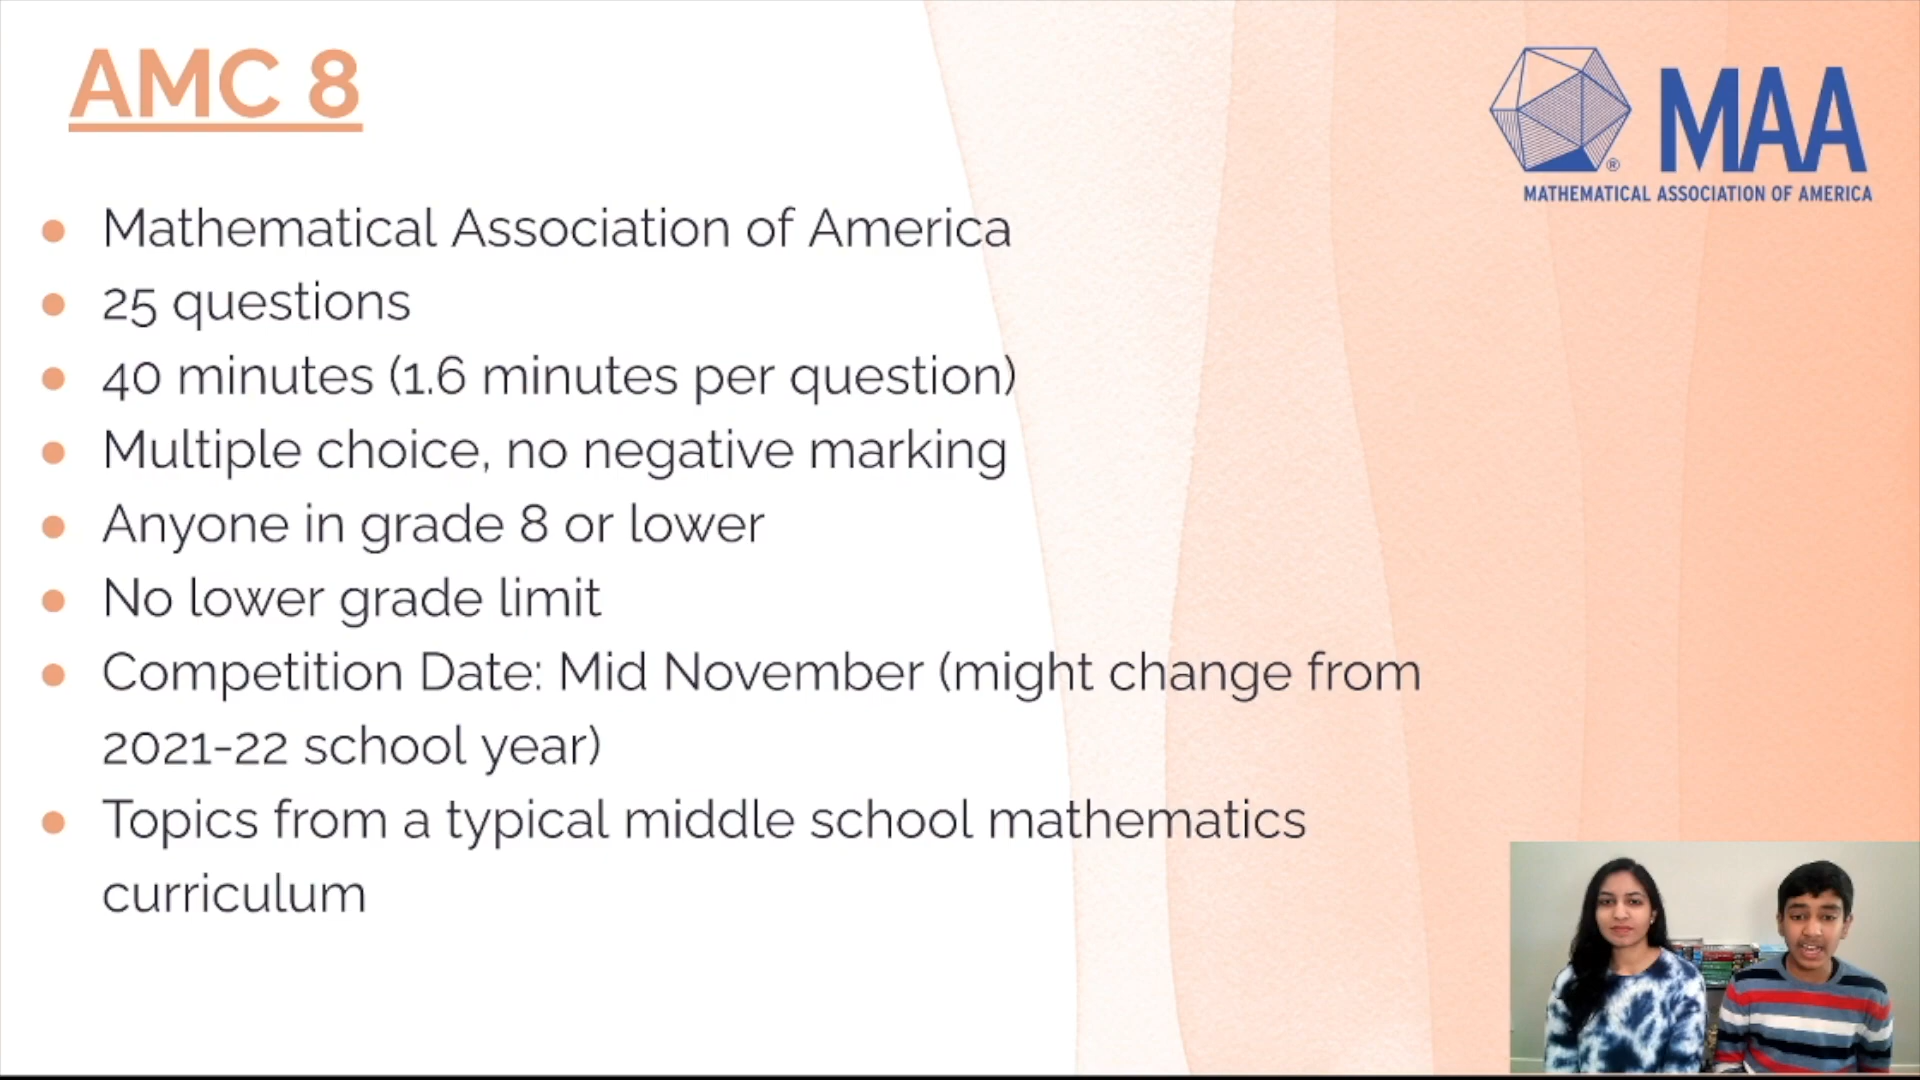 AMC 8
MAA
®
MATHEMATICAL ASSOCIATION OF AMERICA
Mathematical Association of America
25 questions
40 minutes (1.6 minutes per question)
Multiple choice, no negative marking
Anyone in grade 8 or lower
No lower grade limit
Competition Date: Mid November (might change from
2021-22 school year)
Topics from a typical middle school mathematics
curriculum